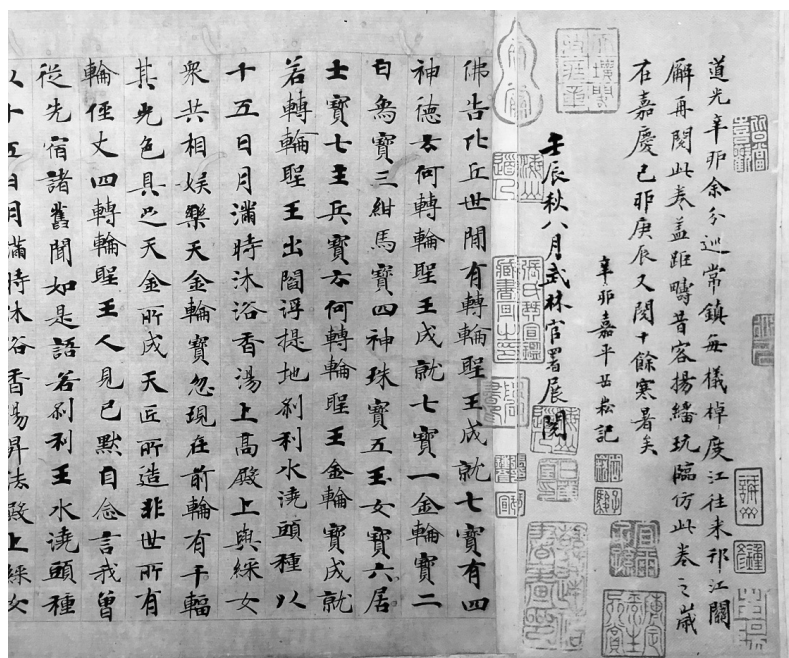 道光辛卯余分巡常鎮每檥棹度江往来邗江關
廨再閱此卷蓋距疇昔容揚繙玩臨仿此卷之歲
在嘉慶己卯庚辰又閱十餘寒暑矣
辛卯嘉平岳崧記
壬辰秋八月武林官署展閱
佛告比丘世間有轉輪聖王成就七寶有四
神德云何轉輪聖王成就七寶一金輪寶二
白鳥寶三紺馬寶四神珠寶五玉女寶六居
士寶七主兵寶云何轉輪聖王金輪寶成就
若轉輪聖王出閻浮提地剎利水澆頭種以
十五日月滿時沐浴香湯上高殿上與綵女
眾共相娛樂天金輪寶忽現在前輪有千輻
其光色具足天金所成天匠所造非世所有
輪徑丈四轉輪聖王人見已默自念言我曾
從先宿諸舊聞如是語若剎利王水澆頭種
以十五日月滿時沐浴香湯昇法殿上綵女